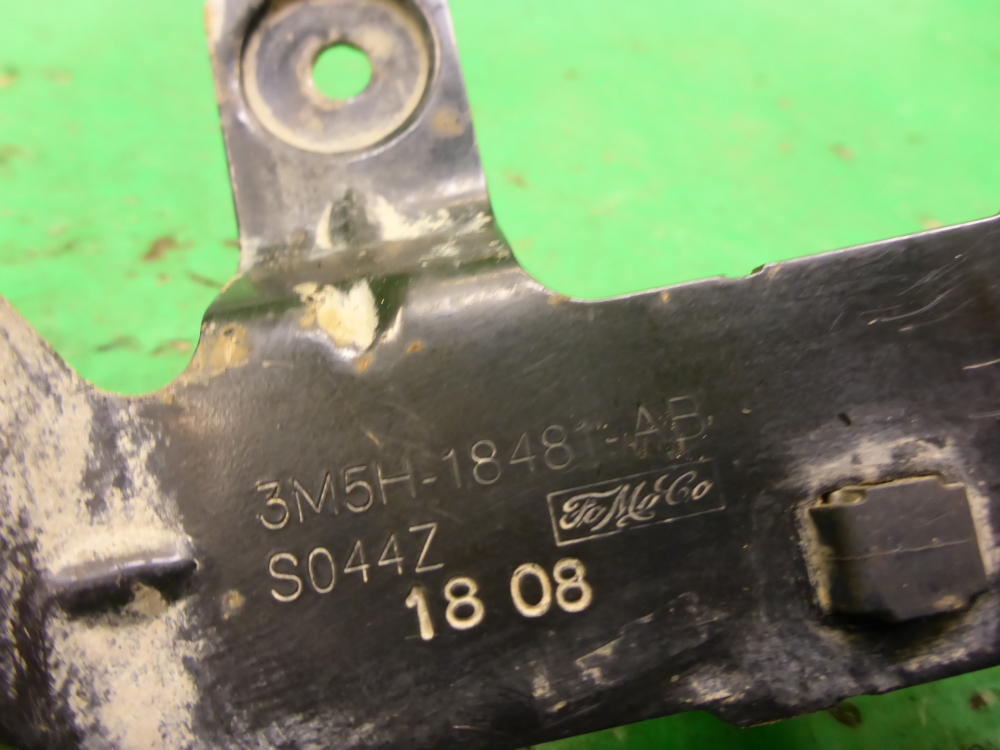 3M5H-18481-AB
FoMoCo
S044Z
18 08